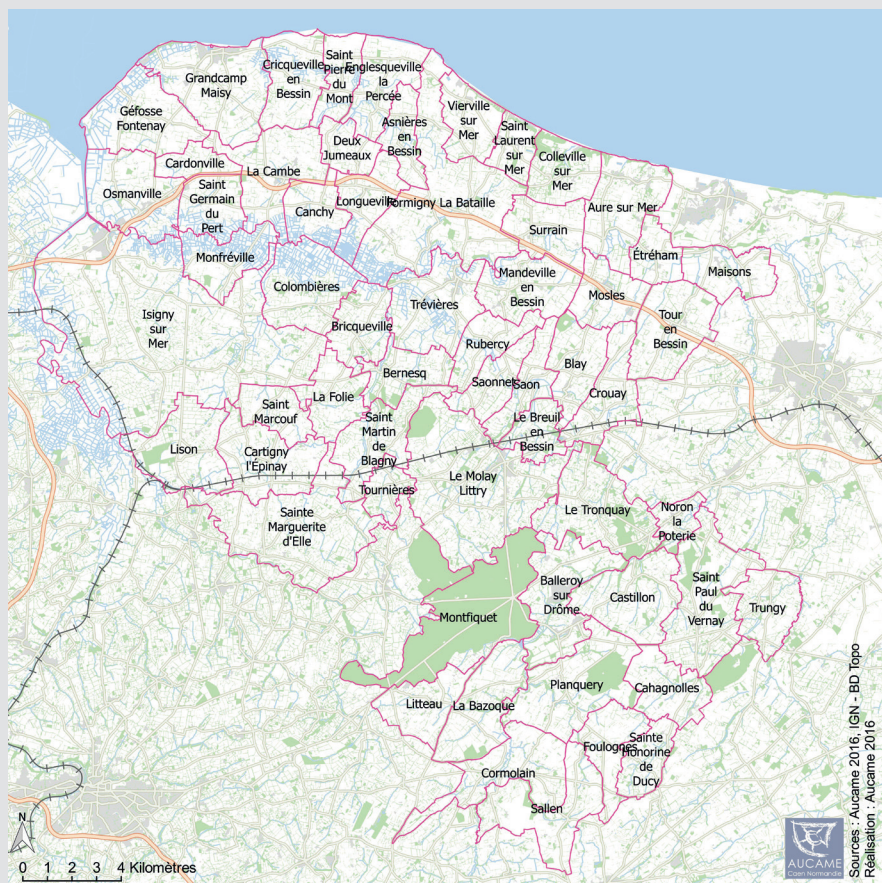 Saint
Pierre
du
Mont
Englesqueville
la
Percée
Cricqueville
en
Bessin
Grandcamp
Maisy
Géfosse
Fontenay
Vierville
sur
Mer
Asnières
en
Bessin
Saint
Laurent
sur
Mer
Deux
Jumeaux
Colleville
sur
Mer
Cardonville
La Cambe
Osmanville
Saint
Germain
du
Pert
Canchy
Longueville
Formigny La Bataille
Aure sur Mer
Surrain
Monfréville
Étréham
Maisons
Colombières
Mandeville
en
Bessin
Trévières
Mosles
Isigny
sur
Mer
Bricqueville
Tour
en
Bessin
Rubercy
Bernesq
Blay
Saonnet
Saon
Crouay
La Folie
Saint
Marcouf
Saint
Martin
de
Blagny
Le Breuil
en
Bessin
Lison
Cartigny
l'Épinay
Le Molay
Littry
Tournières
Sainte
Marguerite
d'Elle
Le Tronquay
Noron
la
Poterie
Balleroy
sur
Drôme
Castillon
Saint
Paul
du
Vernay
Trungy
Montfiquet
Planquery
Cahagnolles
Litteau
La Bazoque
Foulognes
Sainte
Honorine
de
Ducy
Cormolain
Sallen
N
0 1 2 3 4 Kilomètres
AUCAME
Caen Normandie
Sources : Aucame 2016, IGN - BD Topo
Réalisation : Aucame 2016